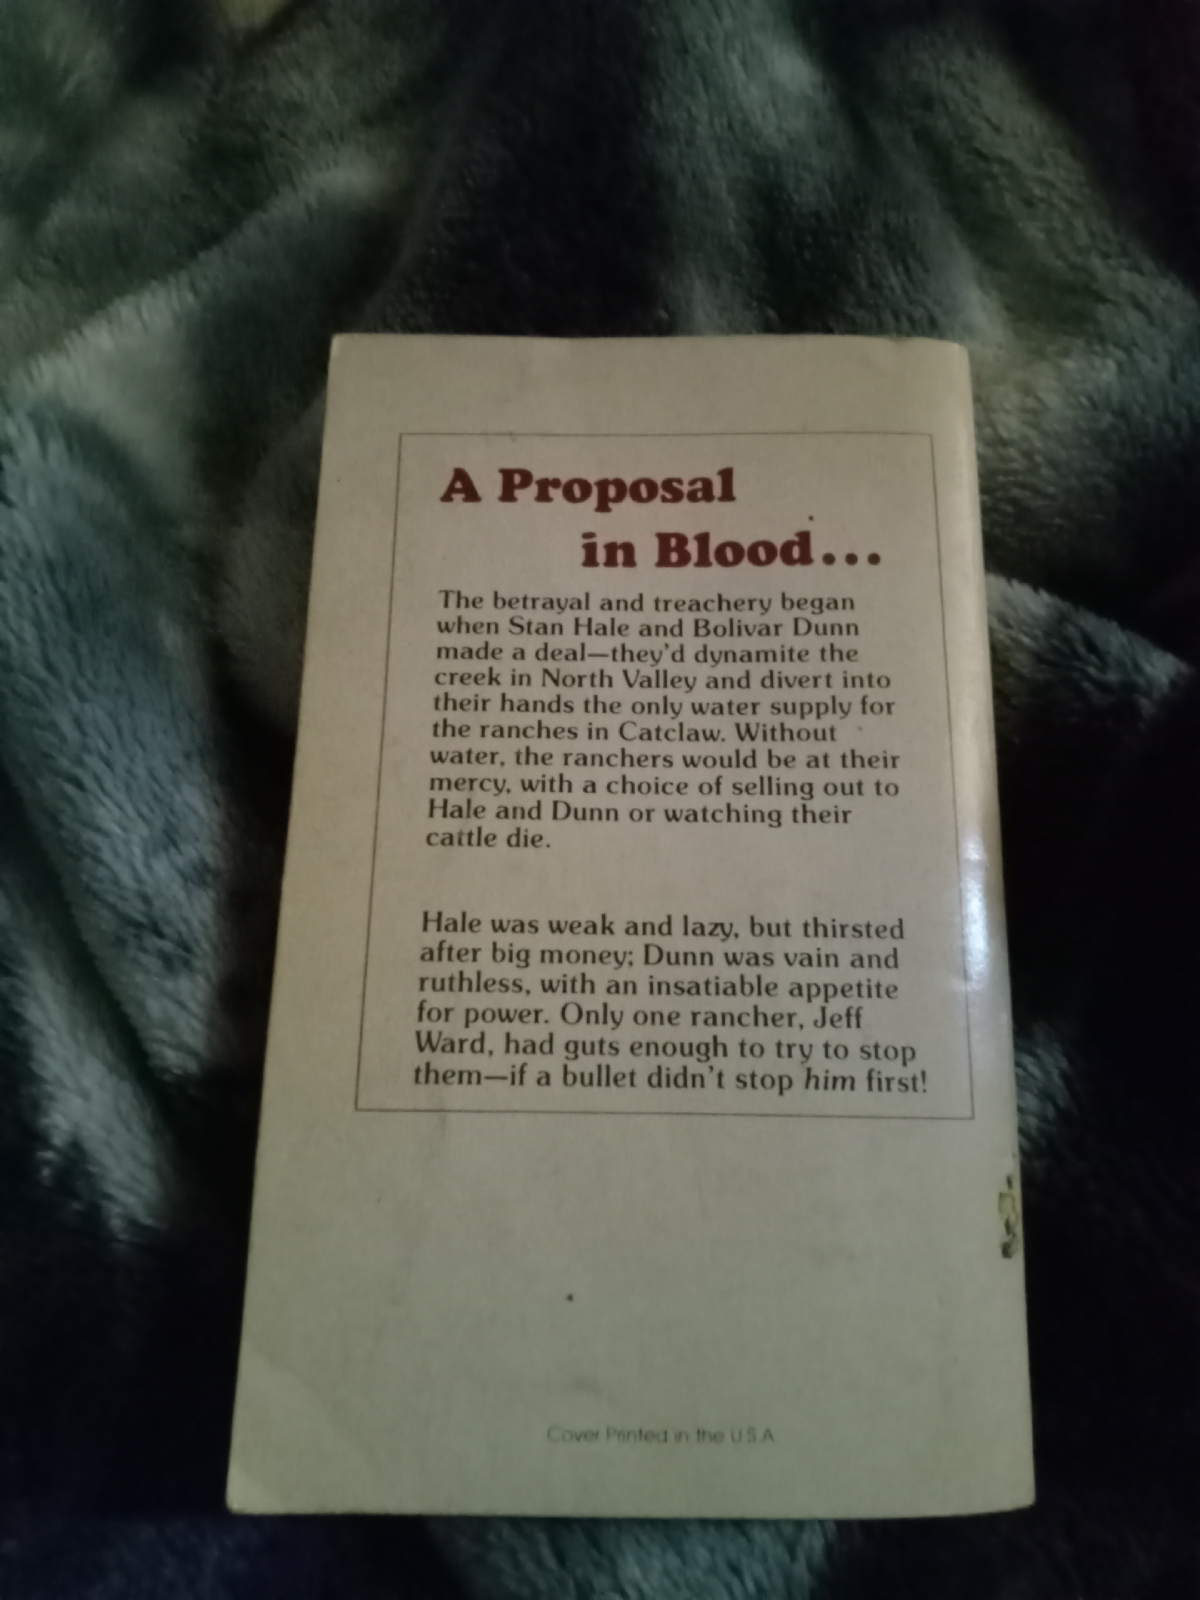 A Proposal
in Blood...
The betrayal and treachery began
when Stan Hale and Bolivar Dunn
made a deal—they'd dynamite the
creek in North Valley and divert into
their hands the only water supply for
the ranches in Catclaw. Without
water, the ranchers would be at their
mercy, with a choice of selling out to
Hale and Dunn or watching their
cattle die.
Hale was weak and lazy, but thirsted
after big money; Dunn was vain and
ruthless, with an insatiable appetite
for power. Only one rancher, Jeff
Ward, had guts enough to try to stop
them—if a bullet didn't stop him first!
Cover Printed in the U.S.A